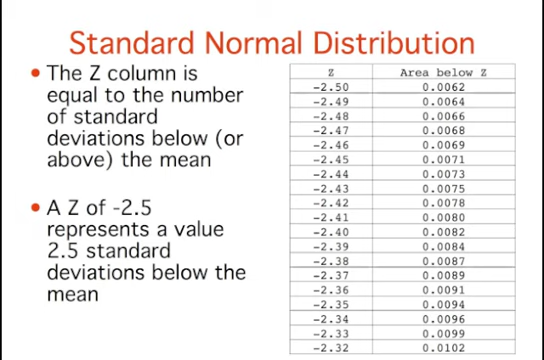 Standard Normal Distribution
• The Z column is
equal to the number
of standard
deviations below (or
above) the mean
• A Z of -2.5
represents a value
2.5 standard
deviations below the
mean
Z Area below Z
-2.50 0.0062
-2.49 0.0064
-2.48 0.0066
-2.47 0.0068
-2.46 0.0069
-2.45 0.0071
-2.44 0.0073
-2.43 0.0075
-2.42 0.0078
-2.41 0.0080
-2.40 0.0082
-2.39 0.0084
-2.38 0.0087
-2.37 0.0089
-2.36 0.0091
-2.35 0.0094
-2.34 0.0096
-2.33 0.0099
-2.32 0.0102